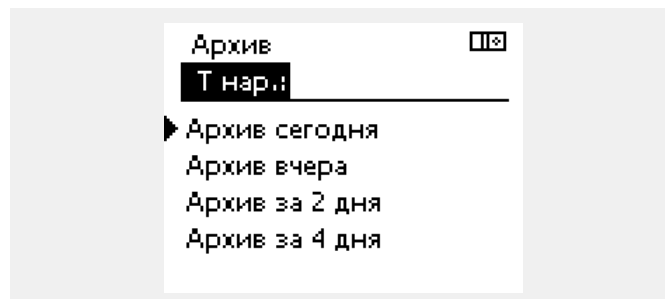 Архив
Т нар.:
Архив сегодня
Архив вчера
Архив за 2 дня
Архив за 4 дня